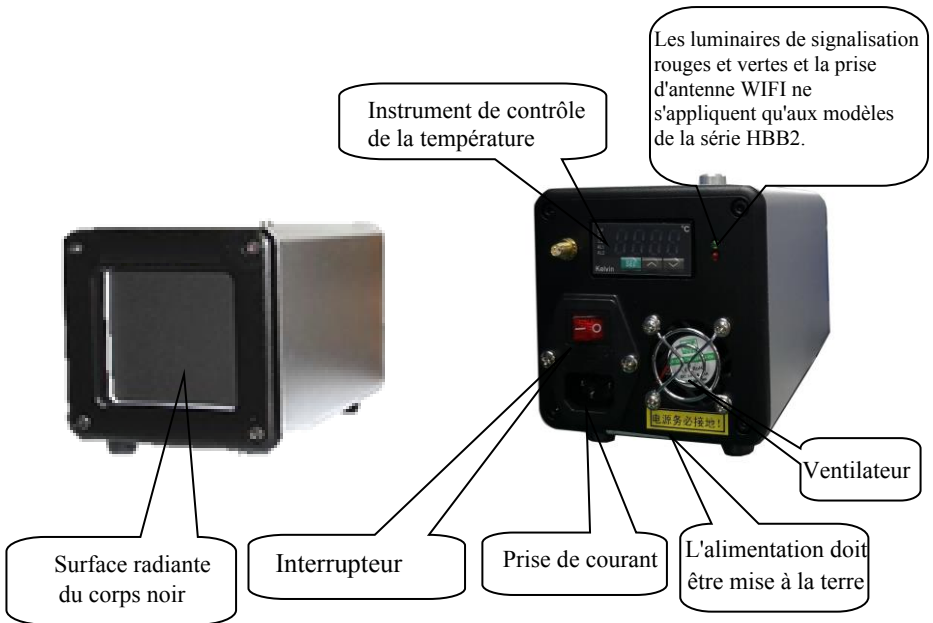 Les luminaires de signalisation
rouges et vertes et la prise
d'antenne WIFI ne
s'appliquent qu'aux modèles
de la série HBB2.
Instrument de contrôle
de la température
°C
SET
Kelvin
电源务必接地!
Ventilateur
Surface radiante
du corps noir
Interrupteur
Prise de courant
L'alimentation doit
être mise à la terre